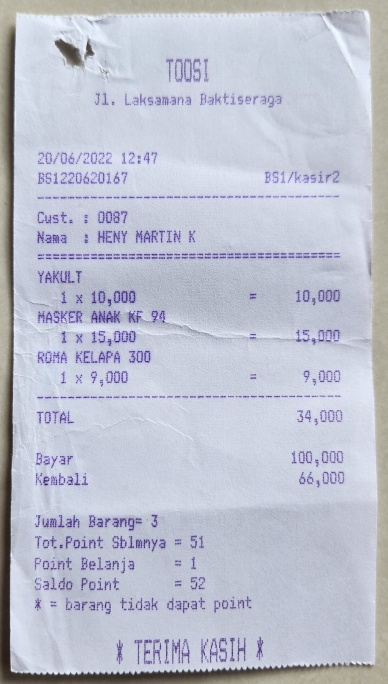 TOOSI
Jl. Laksamana Baktiseraga
20/06/2022 12:47
BS1220620167 BS1/kasir2
Cust. : 0087
Nama : HENY MARTIN K
YAKULT
1 x 10,000 = 10,000
MASKER ANAK KF 94
1 x 15,000 = 15,000
ROMA KELAPA 300
1 x 9,000 = 9,000
TOTAL 34,000
Bayar 100,000
Kembali 66,000
Jumlah Barang= 3
Tot.Point Sblmnya = 51
Point Belanja = 1
Saldo Point = 52
* = barang tidak dapat point
* TERIMA KASIH *